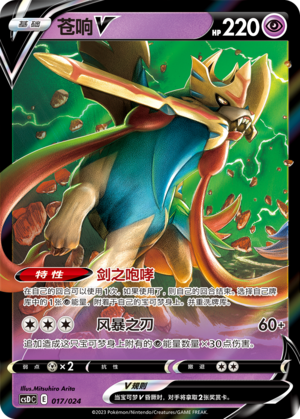 基础
苍响V
HP 220
特性
剑之咆哮
在自己的回合可以使用1次。如果使用了,则自己的回合结束。选择自己牌
库中的1张能量,附着于自己的宝可梦身上。并重洗牌库。
风暴之刃
60+
追加造成这只宝可梦身上附有的能量数量×30点伤害。
弱点
×2
抗性
撤退
Illus. Mitsuhiro Arita
csDC E 017/024
V规则
当宝可梦V昏厥时,对手将拿取2张奖赏卡。
©2023 Pokémon/Nintendo/Creatures/GAME FREAK.